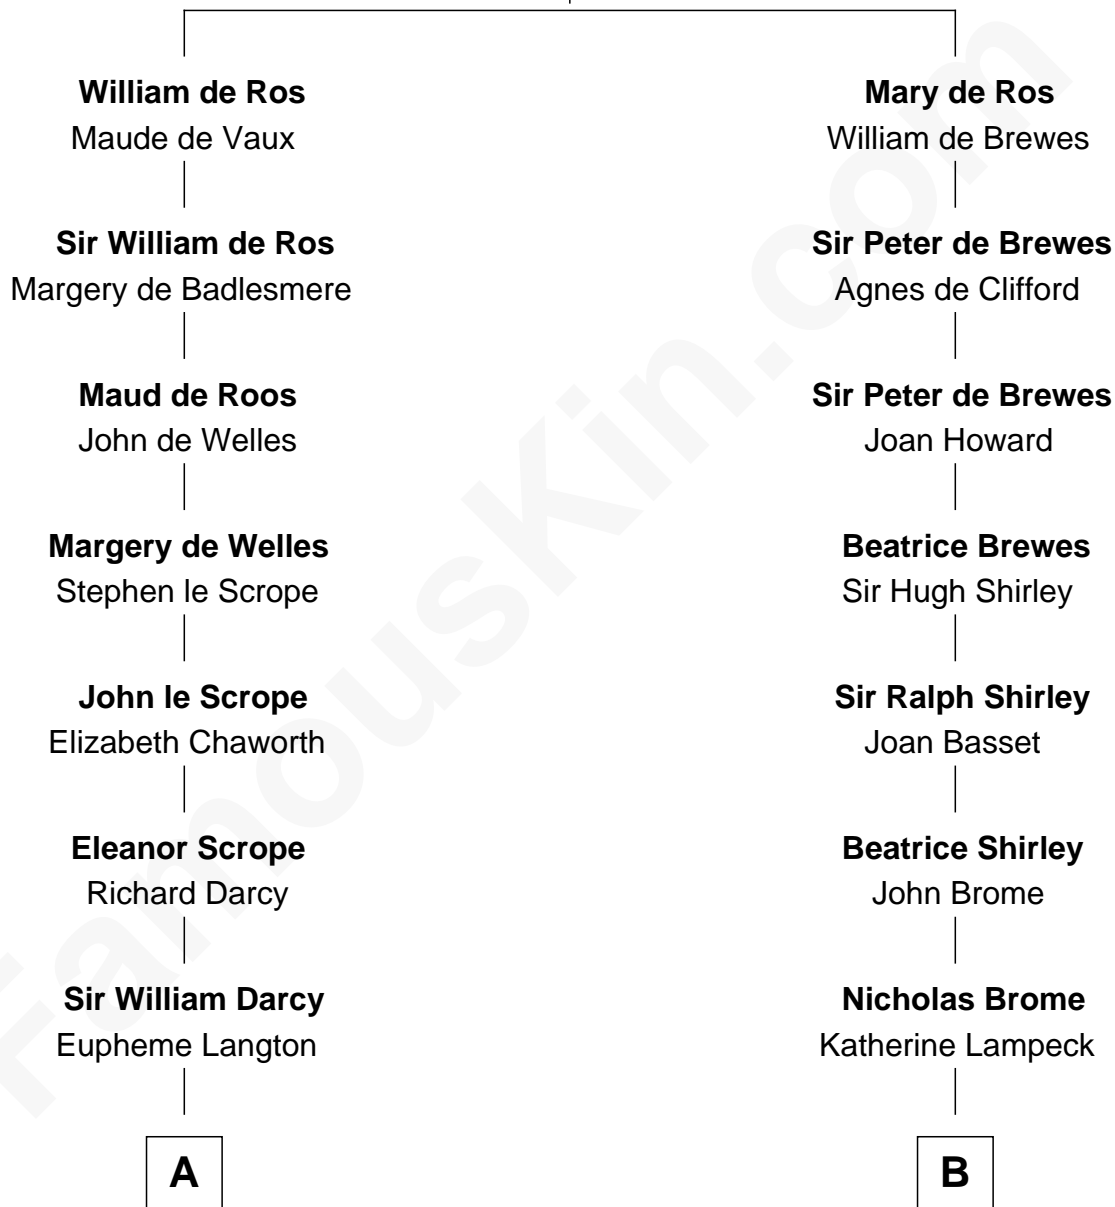 William de Ros
Maude de Vaux
Sir William de Ros
Margery de Badlesmere
Maud de Roos
John de Welles
Margery de Welles
Stephen le Scrope
John le Scrope
Elizabeth Chaworth
Eleanor Scrope
Richard Darcy
Sir William Darcy
Eupheme Langton
A
Mary de Ros
William de Brewes
Sir Peter de Brewes
Agnes de Clifford
Sir Peter de Brewes
Joan Howard
Beatrice Brewes
Sir Hugh Shirley
Sir Ralph Shirley
Joan Basset
Beatrice Shirley
John Brome
Nicholas Brome
Katherine Lampeck
B
FamousKin.com